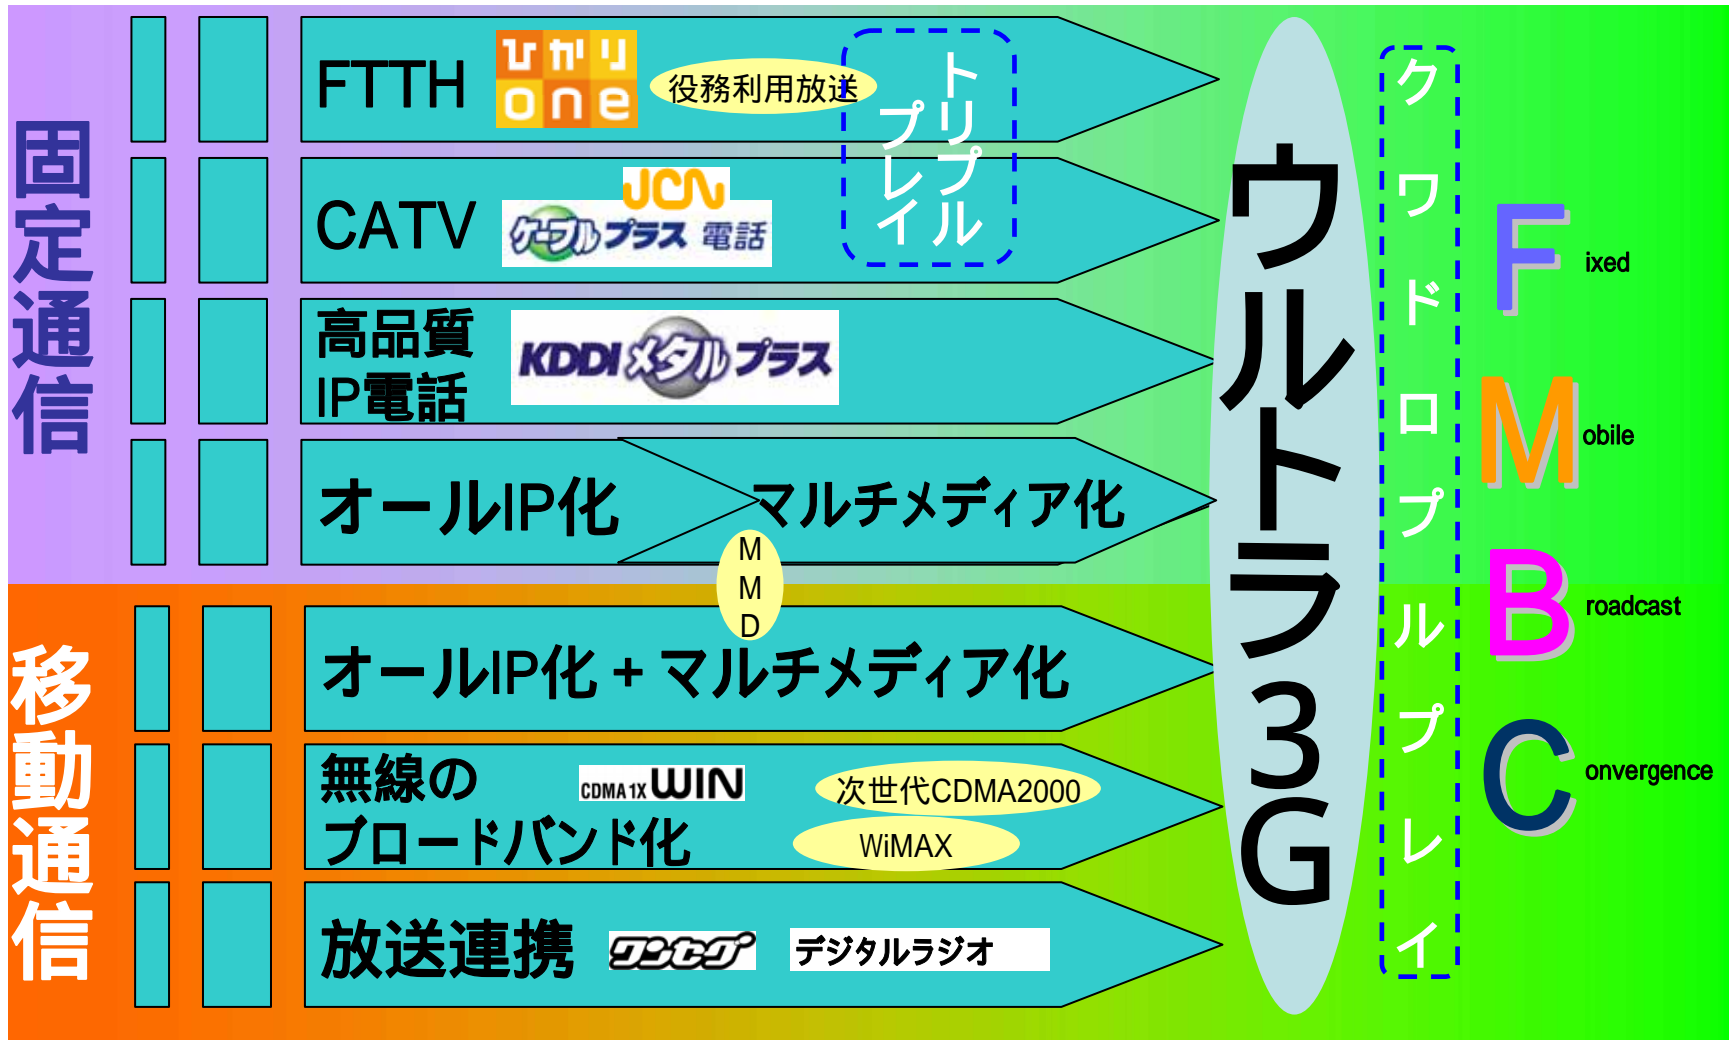 固定通信
FTTH
ひかり
one
役務利用放送
トリプル
プレイ
CATV
JCN
ケーブルプラス 電話
高品質
IP電話
KDDIメタルプラス
オールIP化
マルチメディア化
MMD
移動通信
オールIP化 + マルチメディア化
無線の
ブロードバンド化
CDMA 1X WIN
次世代CDMA2000
WiMAX
放送連携
ワンセグ
デジタルラジオ
ウルトラ3G
クワドロプルプレイ
Fixed
Mobile
Broadcast
Convergence